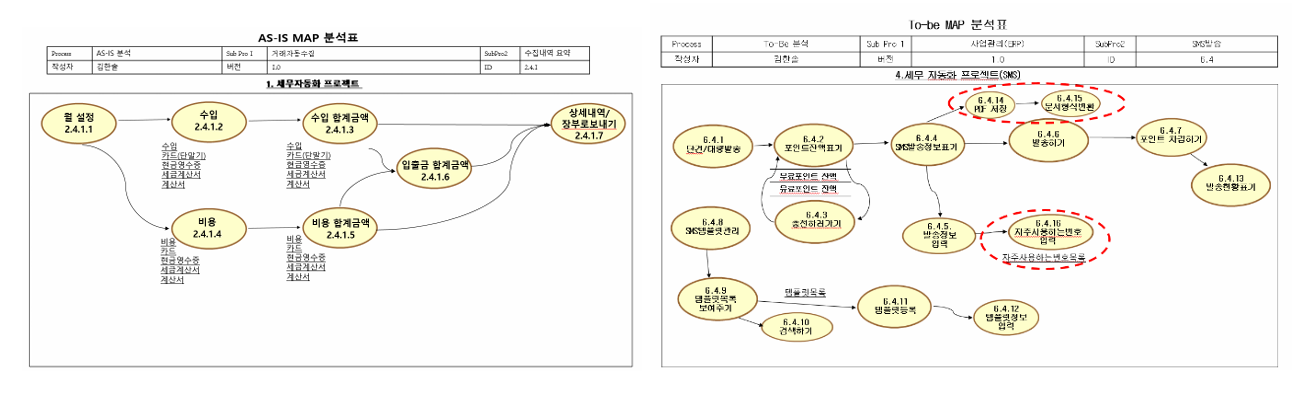 AS-IS MAP 분석표
Process AS-IS 분석 Sub Pro 1 거래자동수집 SubPro2 수집내역 요약
작성자 김한솔 버전 1.0 ID 2.4.1
1. 세무자동화 프로젝트
월 설정
2.4.1.1
수입
2.4.1.2
수입
카드(단말기)
현금영수증
세금계산서
계산서
수입 합계금액
2.4.1.3
수입
카드(단말기)
현금영수증
세금계산서
계산서
상세내역/
장부로보내기
2.4.1.7
입출금 합계금액
2.4.1.6
비용
2.4.1.4
비용
카드
현금영수증
세금계산서
계산서
비용 합계금액
2.4.1.5
비용
카드
현금영수증
세금계산서
계산서
To-be MAP 분석표
Process To-Be 분석 Sub Pro 1 사업관리(ERP) SubPro2 SMS발송
작성자 김한솔 버전 1.0 ID 6.4
4.세무 자동화 프로젝트(SMS)
6.4.14
PDF 저장
6.4.15
문서형식변환
6.4.1
단건/대량발송
6.4.2
포인트잔액표기
6.4.4
SMS발송정보표기
6.4.6
발송하기
6.4.7
포인트 차감하기
6.4.13
발송현황표기
무료포인트 잔액
유료포인트 잔액
6.4.3
충전하러가기
6.4.8
SMS템플릿관리
6.4.5.
발송정보
입력
6.4.16
자주사용하는번호
입력
자주사용하는번호목록
6.4.9
템플릿목록
보여주기
템플릿목록
6.4.11
템플릿등록
6.4.10
검색하기
6.4.12
템플릿정보
입력